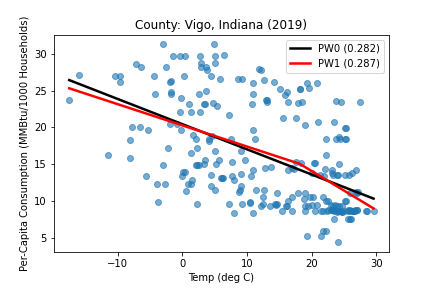 County: Vigo, Indiana (2019)
PW0 (0.282)
PW1 (0.287)
Per-Capita Consumption (MMBtu/1000 Households)
30
25
20
15
10
5
−10
0
10
20
30
Temp (deg C)